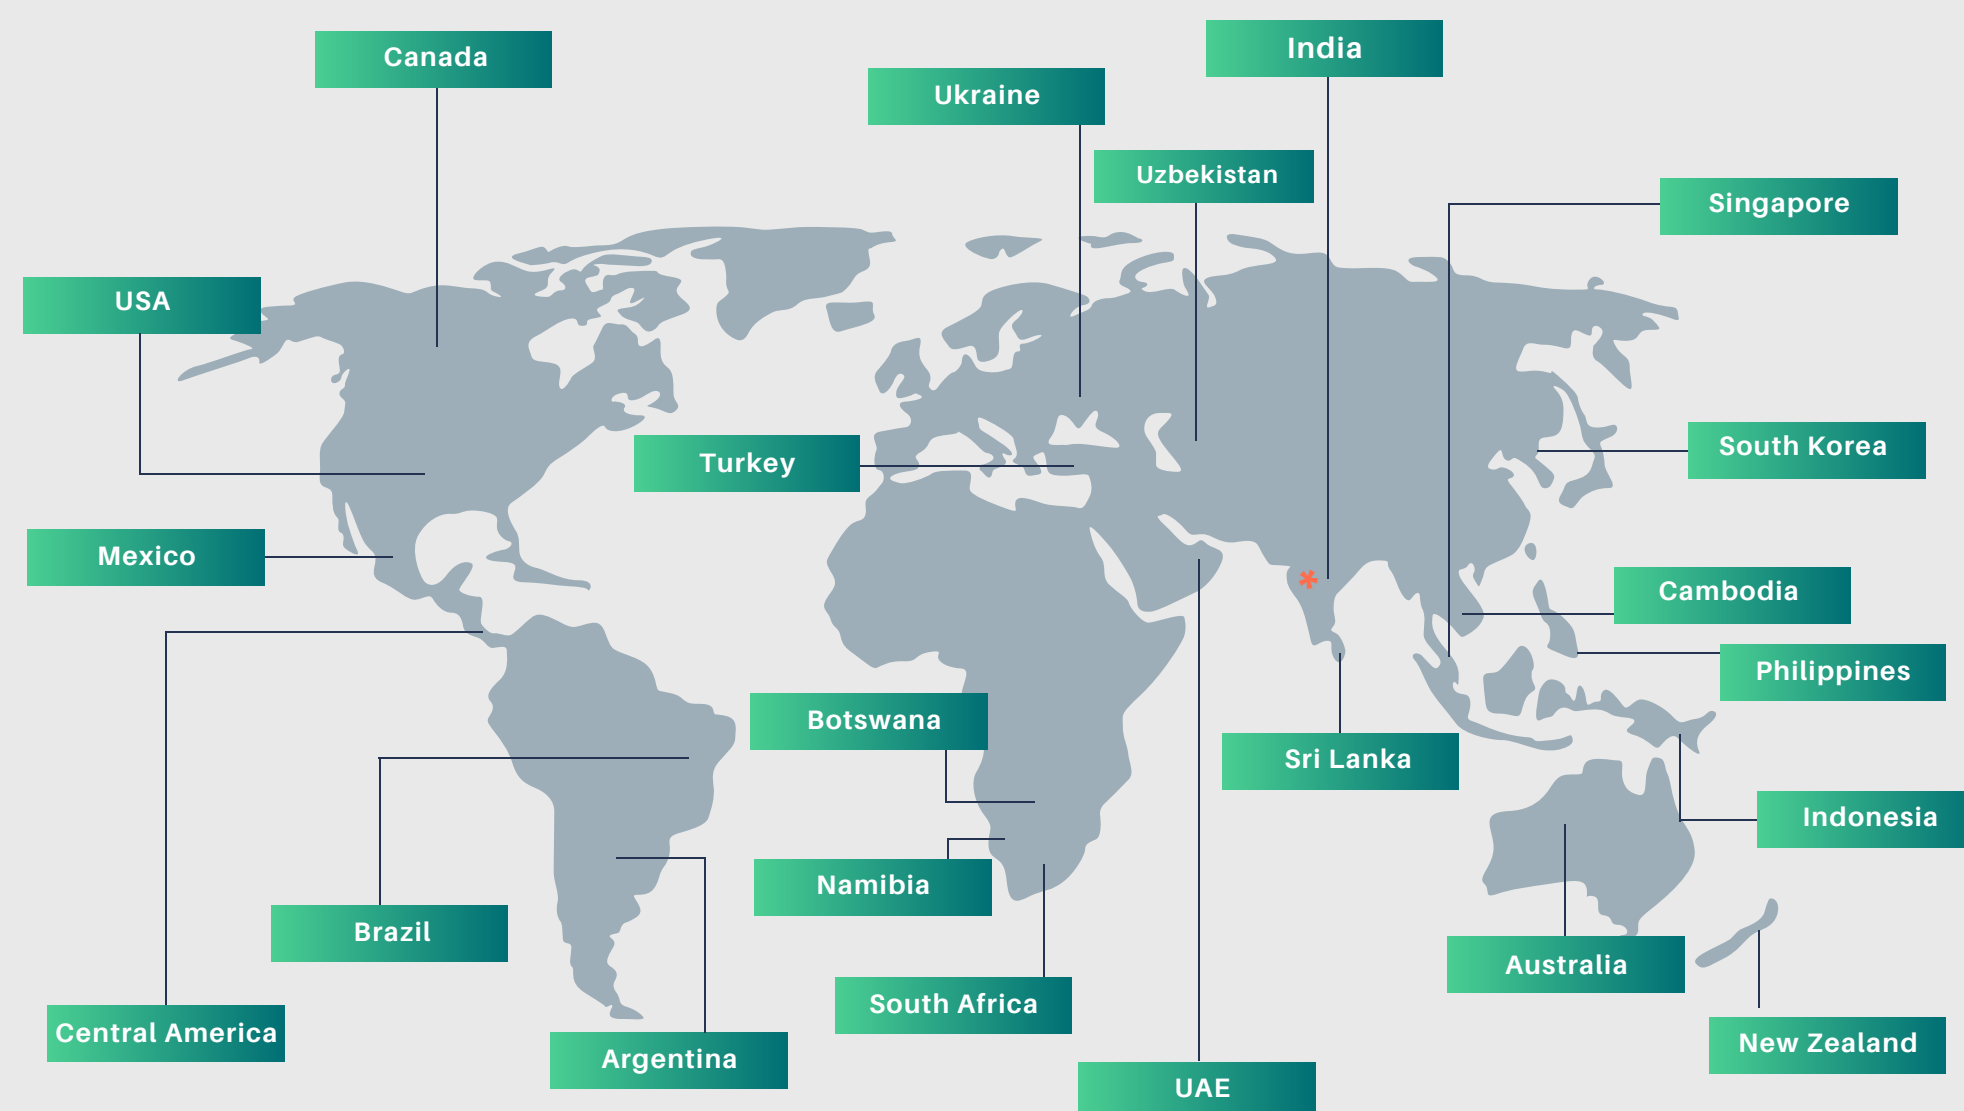 India
Canada
Ukraine
Uzbekistan
Singapore
USA
South Korea
Turkey
Mexico
Cambodia
Philippines
Botswana
Sri Lanka
*
Indonesia
Namibia
Brazil
Australia
South Africa
Central America
New Zealand
Argentina
UAE